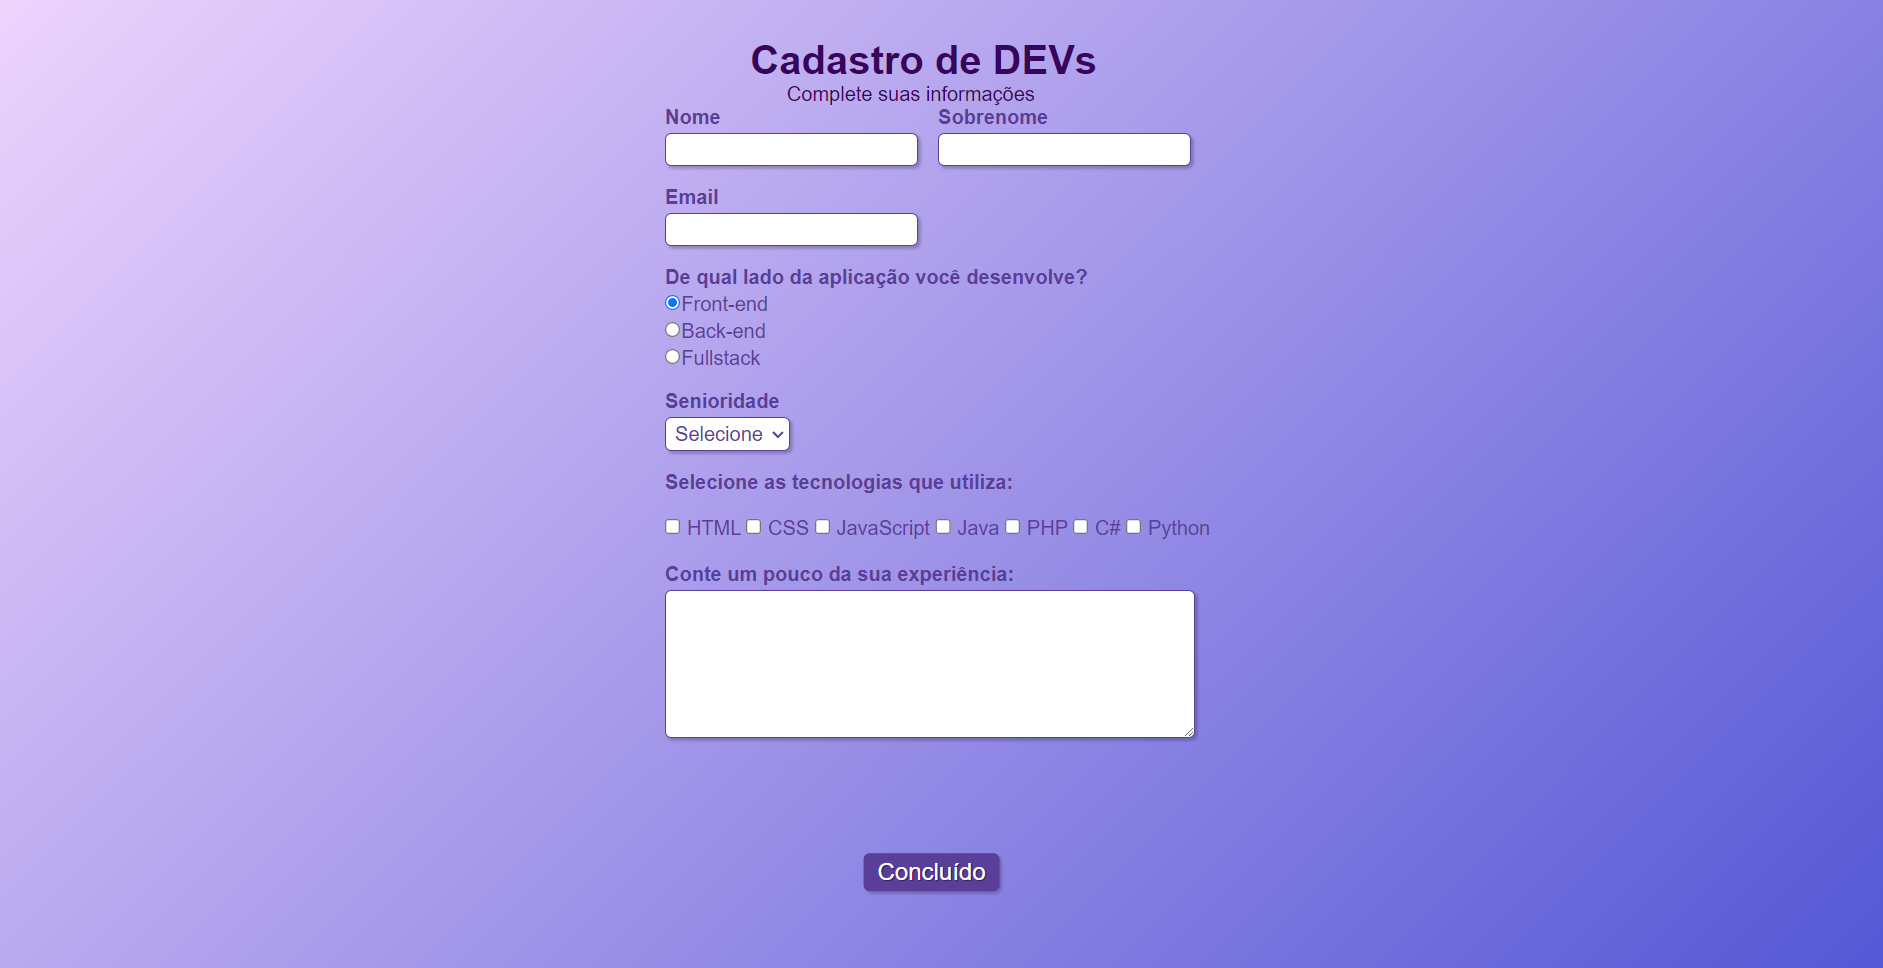 Cadastro de DEVs
Complete suas informações
Nome Sobrenome
Email
De qual lado da aplicação você desenvolve?
Front-end
Back-end
Fullstack
Senioridade
Selecione
Selecione as tecnologias que utiliza:
HTML CSS JavaScript Java PHP C# Python
Conte um pouco da sua experiência:
Concluído